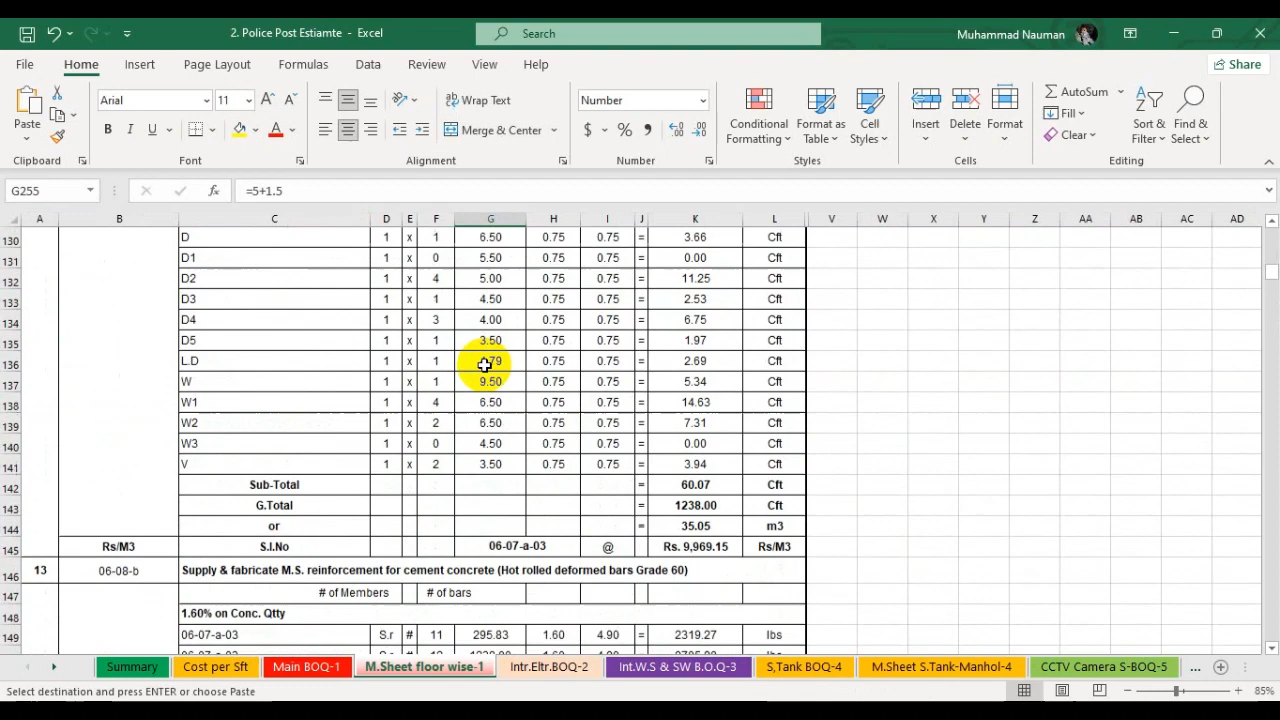 2. Police Post Estiamte - Excel
Search
Muhammad Nauman
File Home Insert Page Layout Formulas Data Review View Help Share
Paste Arial 11 Wrap Text Number AutoSum
B I U Merge & Center $ % Conditional Formatting Format as Table Cell Styles Insert Delete Format Fill Clear Sort & Filter Find & Select
Clipboard Font Alignment Number Styles Cells Editing
G255 fx =5+1.5
A B C D E F G H I J K L V W X Y Z AA AB AC AD
130 D 1 x 1 6.50 0.75 0.75 = 3.66 Cft
131 D1 1 x 0 5.50 0.75 0.75 = 0.00 Cft
132 D2 1 x 4 5.00 0.75 0.75 = 11.25 Cft
133 D3 1 x 1 4.50 0.75 0.75 = 2.53 Cft
134 D4 1 x 3 4.00 0.75 0.75 = 6.75 Cft
135 D5 1 x 1 3.50 0.75 0.75 = 1.97 Cft
136 L.D 1 x 1 0.75 0.75 = 2.69 Cft
137 W 1 x 1 9.50 0.75 0.75 = 5.34 Cft
138 W1 1 x 4 6.50 0.75 0.75 = 14.63 Cft
139 W2 1 x 2 6.50 0.75 0.75 = 7.31 Cft
140 W3 1 x 0 4.50 0.75 0.75 = 0.00 Cft
141 V 1 x 2 3.50 0.75 0.75 = 3.94 Cft
142 Sub-Total = 60.07 Cft
143 G.Total = 1238.00 Cft
144 or = 35.05 m3
145 Rs/M3 S.I.No 06-07-a-03 @ Rs. 9,969.15 Rs/M3
146 13 06-08-b Supply & fabricate M.S. reinforcement for cement concrete (Hot rolled deformed bars Grade 60)
147 # of Members # of bars
148 1.60% on Conc. Qtty
149 06-07-a-03 S.r # 11 295.83 1.60 4.90 = 2319.27 lbs
Summary Cost per Sft Main BOQ-1 M.Sheet floor wise-1 Intr.Eltr.BOQ-2 Int.W.S & SW B.O.Q-3 S,Tank BOQ-4 M.Sheet S.Tank-Manhol-4 CCTV Camera S-BOQ-5 ...
Select destination and press ENTER or choose Paste 85%